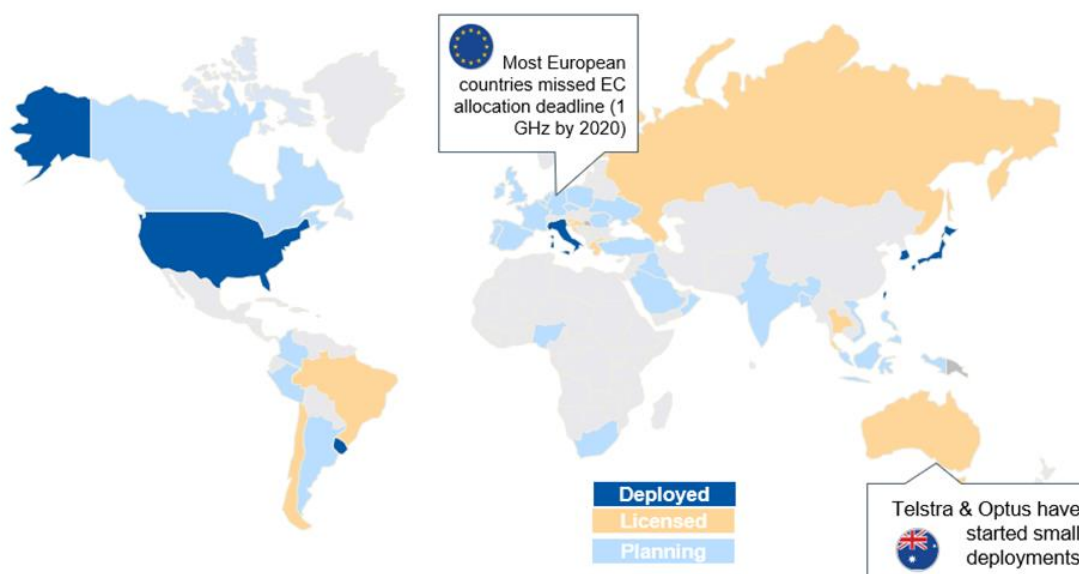 Most European
countries missed EC
allocation deadline (1
GHz by 2020)
Deployed
Licensed
Planning
Telstra & Optus have
started small
deployments